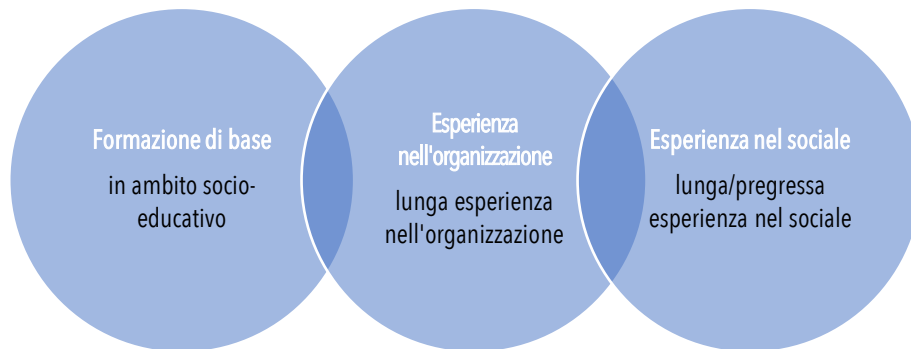 Formazione di base
in ambito socio-
educativo
Esperienza
nell'organizzazione
lunga esperienza
nell'organizzazione
Esperienza nel sociale
lunga/pregressa
esperienza nel sociale